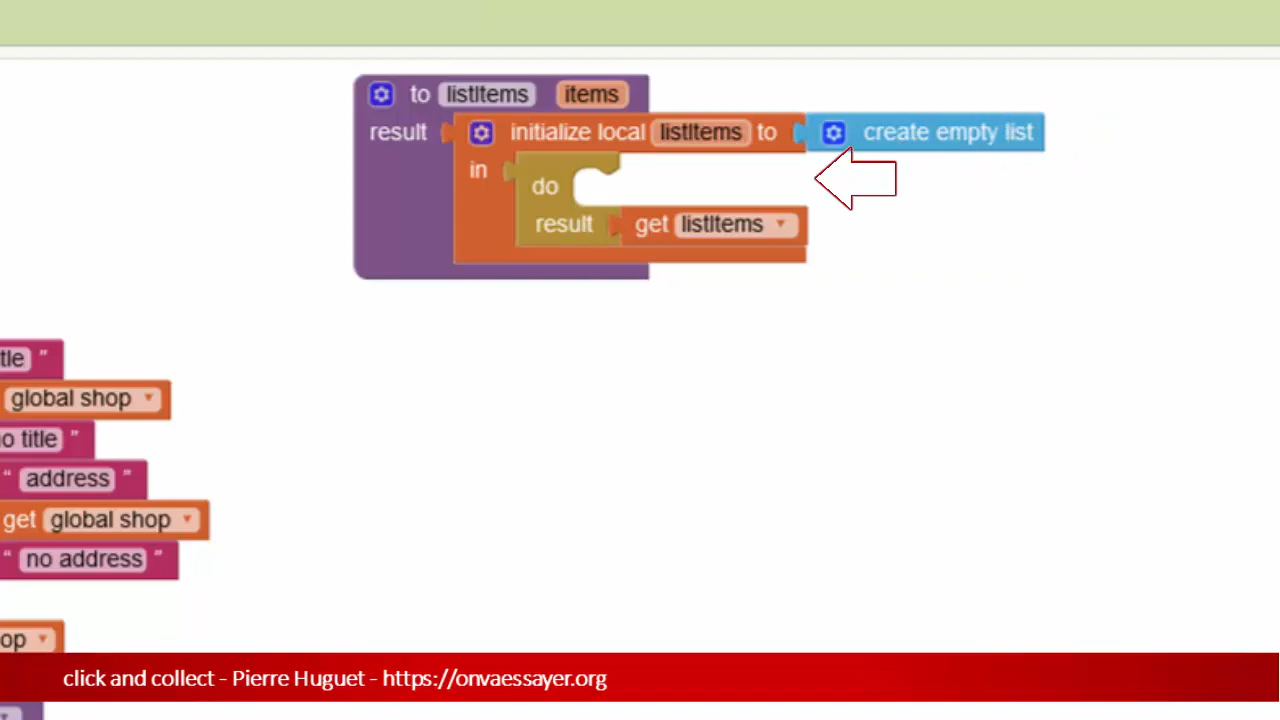 to listItems items
result initialize local listItems to create empty list
in
do
result get listItems
tle "
global shop
no title "
" address "
get global shop
" no address "
op
click and collect - Pierre Huguet - https://onvaessayer.org